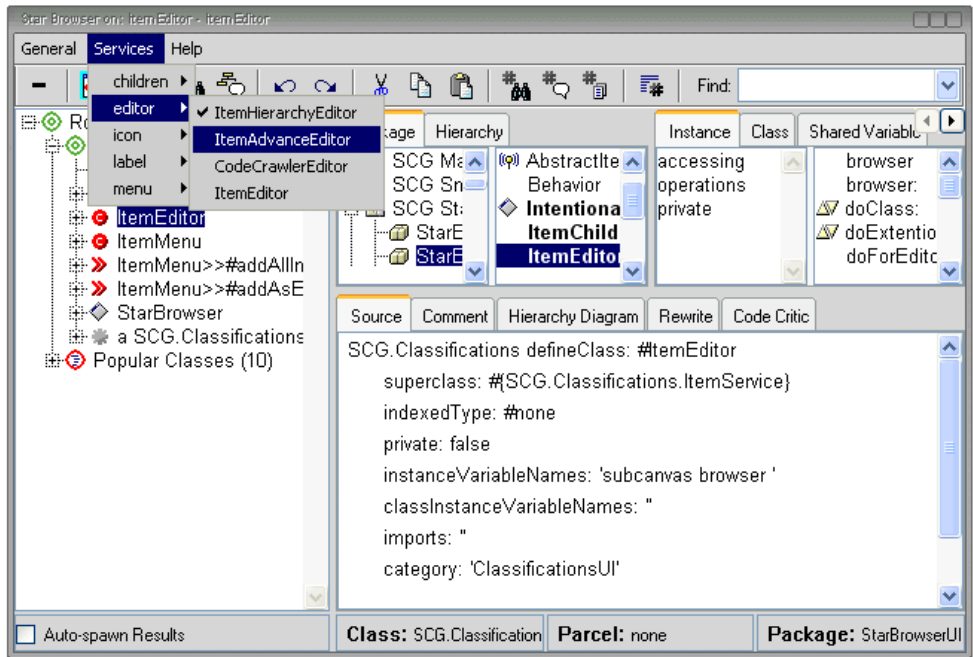 Star Browser on: ItemEditor - ItemEditor
General Services Help
Find:
children
editor
icon
label
menu
ItemHierarchyEditor
ItemAdvanceEditor
CodeCrawlerEditor
ItemEditor
ItemEditor
ItemMenu
ItemMenu>>#addAllIn
ItemMenu>>#addAsE
StarBrowser
a SCG.Classifications
Popular Classes (10)
Auto-spawn Results
Hierarchy
SCG Ma
SCG Sn
SCG St
StarE
StarE
AbstractIte
Behavior
Intentiona
ItemChild
ItemEdito
Instance Class Shared Variable
accessing
operations
private
browser
browser:
doClass:
doExtentio
doForEditc
Source Comment Hierarchy Diagram Rewrite Code Critic
SCG.Classifications defineClass: #ItemEditor
superclass: #{SCG.Classifications.ItemService}
indexedType: #none
private: false
instanceVariableNames: 'subcanvas browser '
classInstanceVariableNames: ''
imports: ''
category: 'ClassificationsUI'
Class: SCG.Classification Parcel: none Package: StarBrowserUI